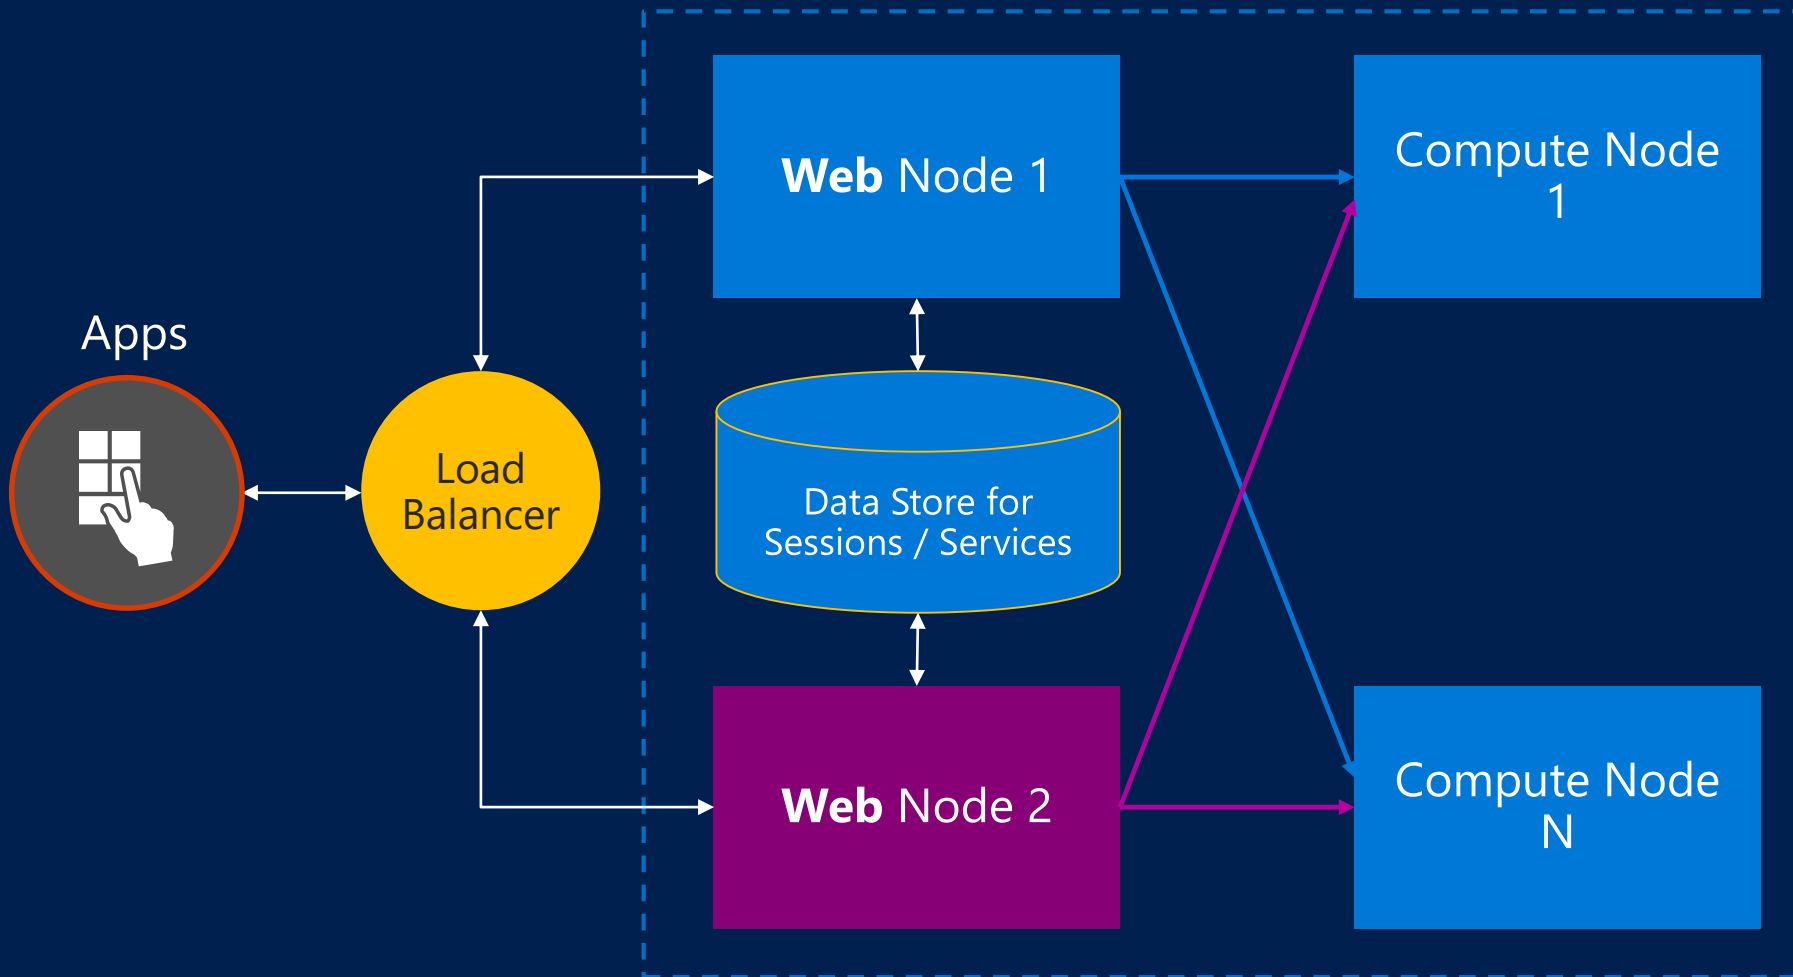 Apps
Load
Balancer
Web Node 1
Data Store for
Sessions / Services
Web Node 2
Compute Node
1
Compute Node
N